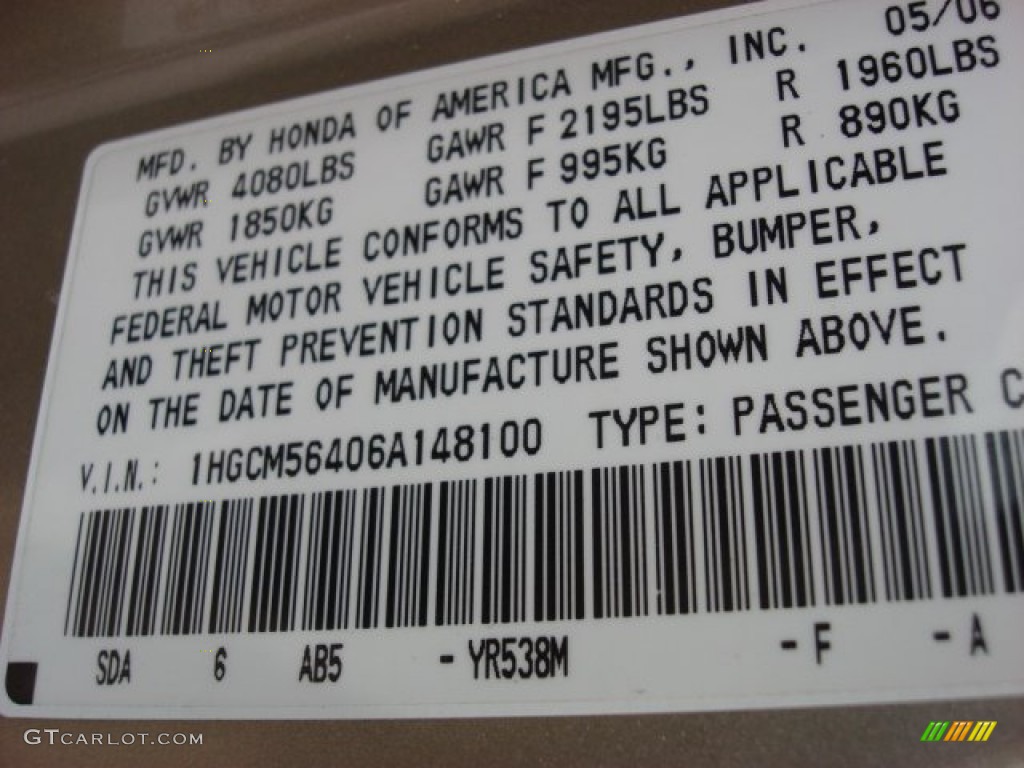 05/06
MFD. BY HONDA OF AMERICA MFG., INC.
GVWR 4080LBS GAWR F 2195LBS R 1960LBS
GVWR 1850KG GAWR F 995KG R 890KG
THIS VEHICLE CONFORMS TO ALL APPLICABLE
FEDERAL MOTOR VEHICLE SAFETY, BUMPER,
AND THEFT PREVENTION STANDARDS IN EFFECT
ON THE DATE OF MANUFACTURE SHOWN ABOVE.
V.I.N.: 1HGCM56406A148100 TYPE: PASSENGER C
SDA 6 AB5 -YR538M -F -A
GTCARLOT.COM